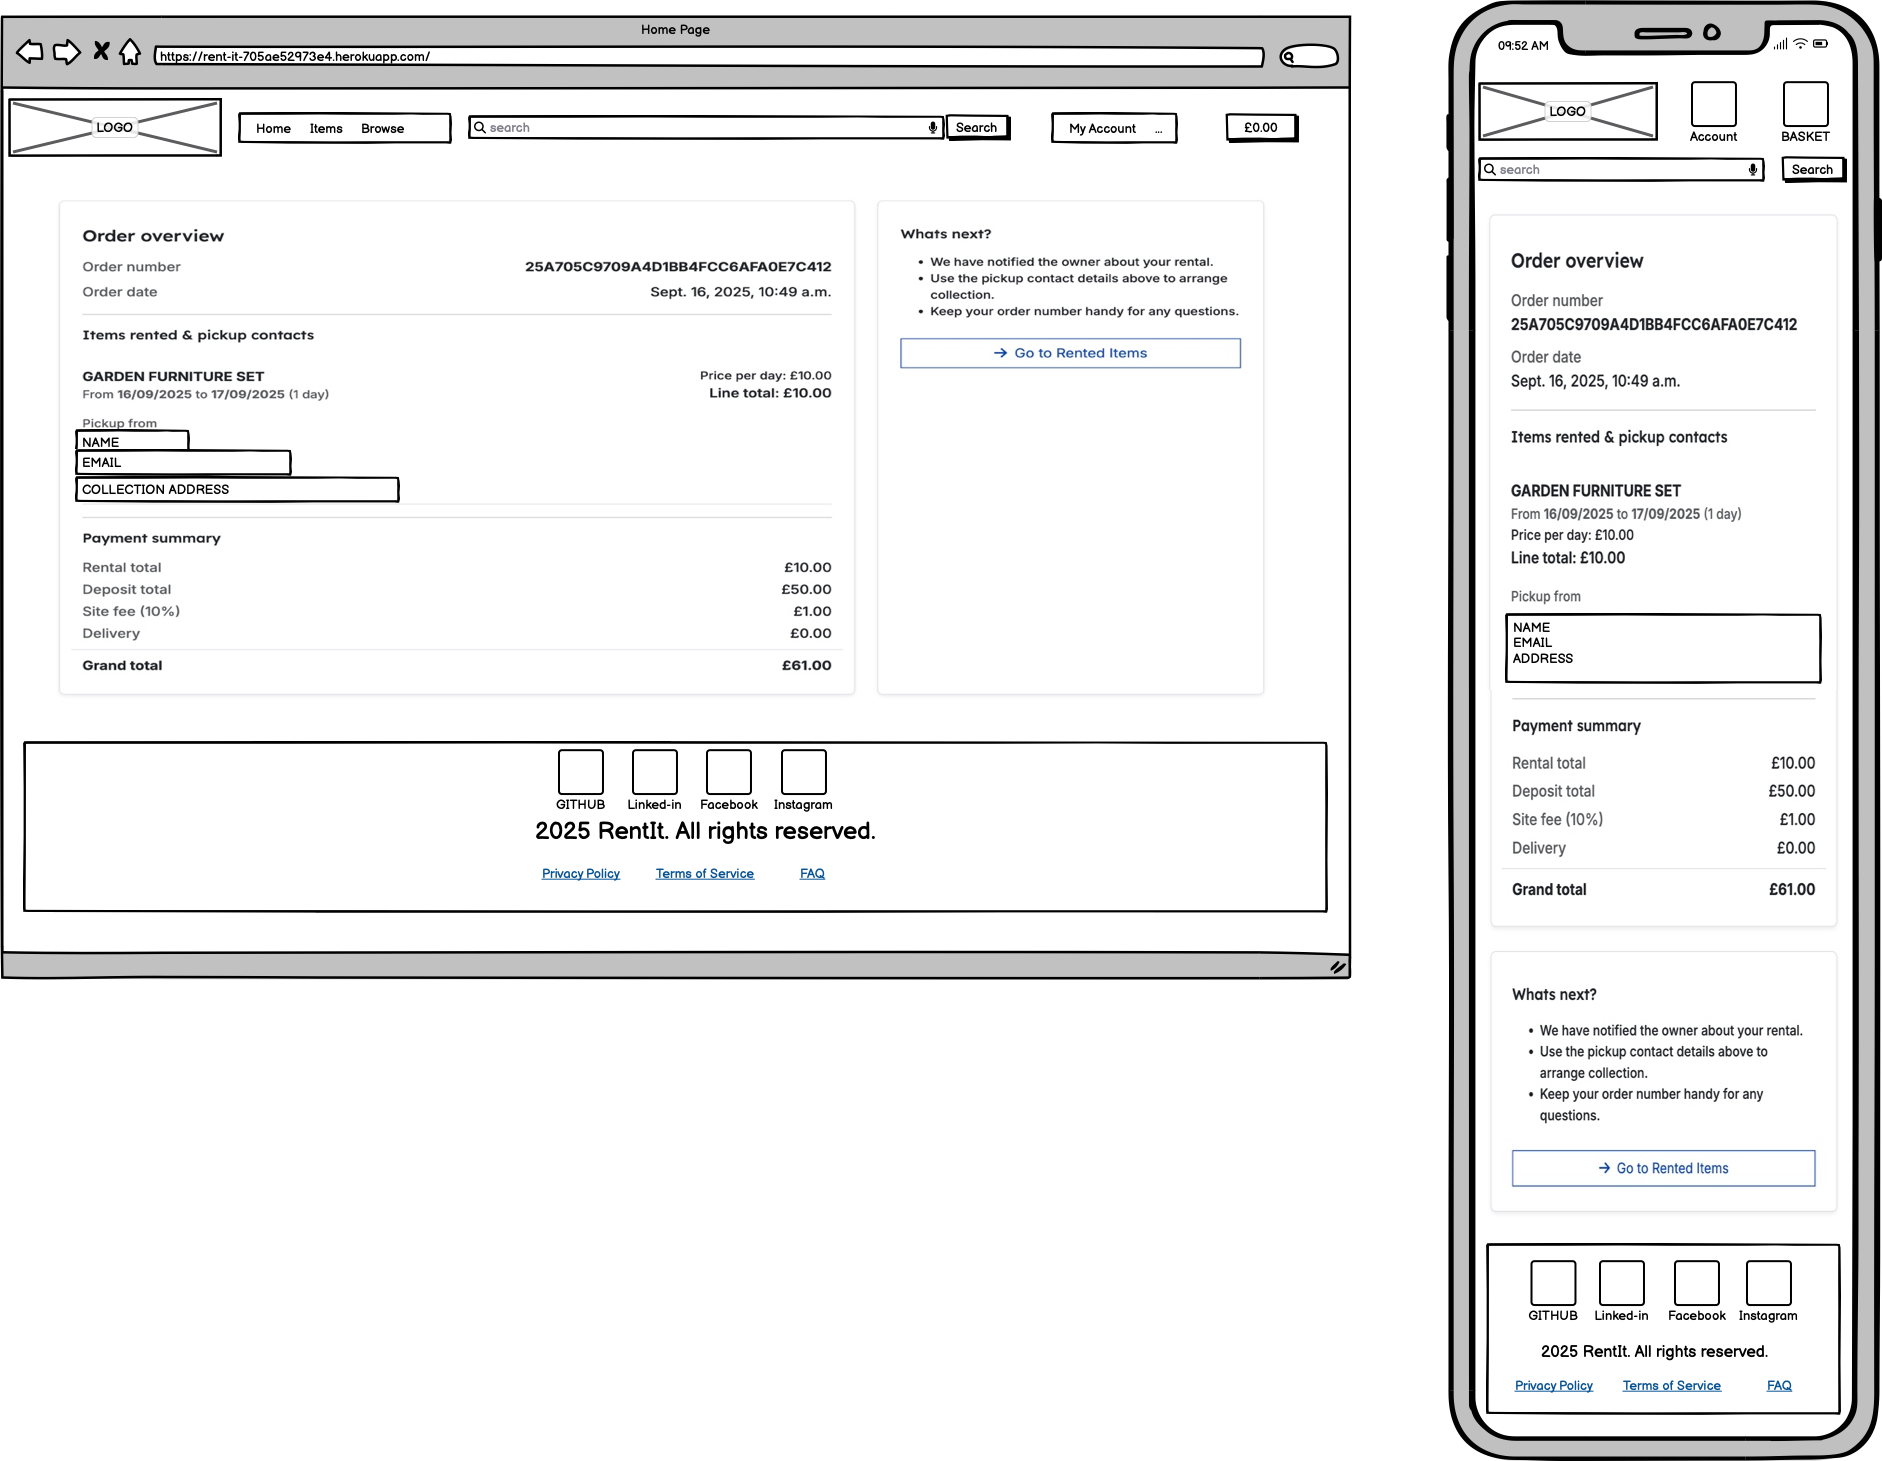 Home Page
https://rent-it-705ae52973e4.herokuapp.com/
LOGO
Home Items Browse
search
Search
My Account ...
£0.00
Order overview
Order number 25A705C9709A4D1BB4FCC6AFA0E7C412
Order date Sept. 16, 2025, 10:49 a.m.
Items rented & pickup contacts
GARDEN FURNITURE SET Price per day: £10.00
From 16/09/2025 to 17/09/2025 (1 day) Line total: £10.00
Pickup from
NAME
EMAIL
COLLECTION ADDRESS
Payment summary
Rental total £10.00
Deposit total £50.00
Site fee (10%) £1.00
Delivery £0.00
Grand total £61.00
Whats next?
• We have notified the owner about your rental.
• Use the pickup contact details above to arrange
collection.
• Keep your order number handy for any questions.
→ Go to Rented Items
GITHUB Linked-in Facebook Instagram
2025 RentIt. All rights reserved.
Privacy Policy Terms of Service FAQ
09:52 AM
LOGO
Account
BASKET
search
Search
Order overview
Order number
25A705C9709A4D1BB4FCC6AFA0E7C412
Order date
Sept. 16, 2025, 10:49 a.m.
Items rented & pickup contacts
GARDEN FURNITURE SET
From 16/09/2025 to 17/09/2025 (1 day)
Price per day: £10.00
Line total: £10.00
Pickup from
NAME
EMAIL
ADDRESS
Payment summary
Rental total £10.00
Deposit total £50.00
Site fee (10%) £1.00
Delivery £0.00
Grand total £61.00
Whats next?
• We have notified the owner about your rental.
• Use the pickup contact details above to
arrange collection.
• Keep your order number handy for any
questions.
→ Go to Rented Items
GITHUB Linked-in Facebook Instagram
2025 RentIt. All rights reserved.
Privacy Policy Terms of Service FAQ